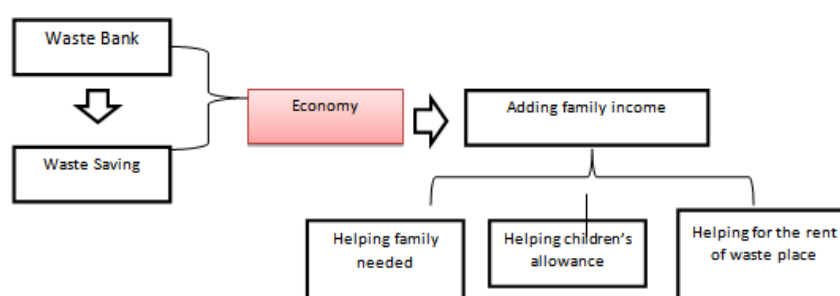 Waste Bank
Economy
Adding family income
Waste Saving
Helping family
needed
Helping children's
allowance
Helping for the rent
of waste place